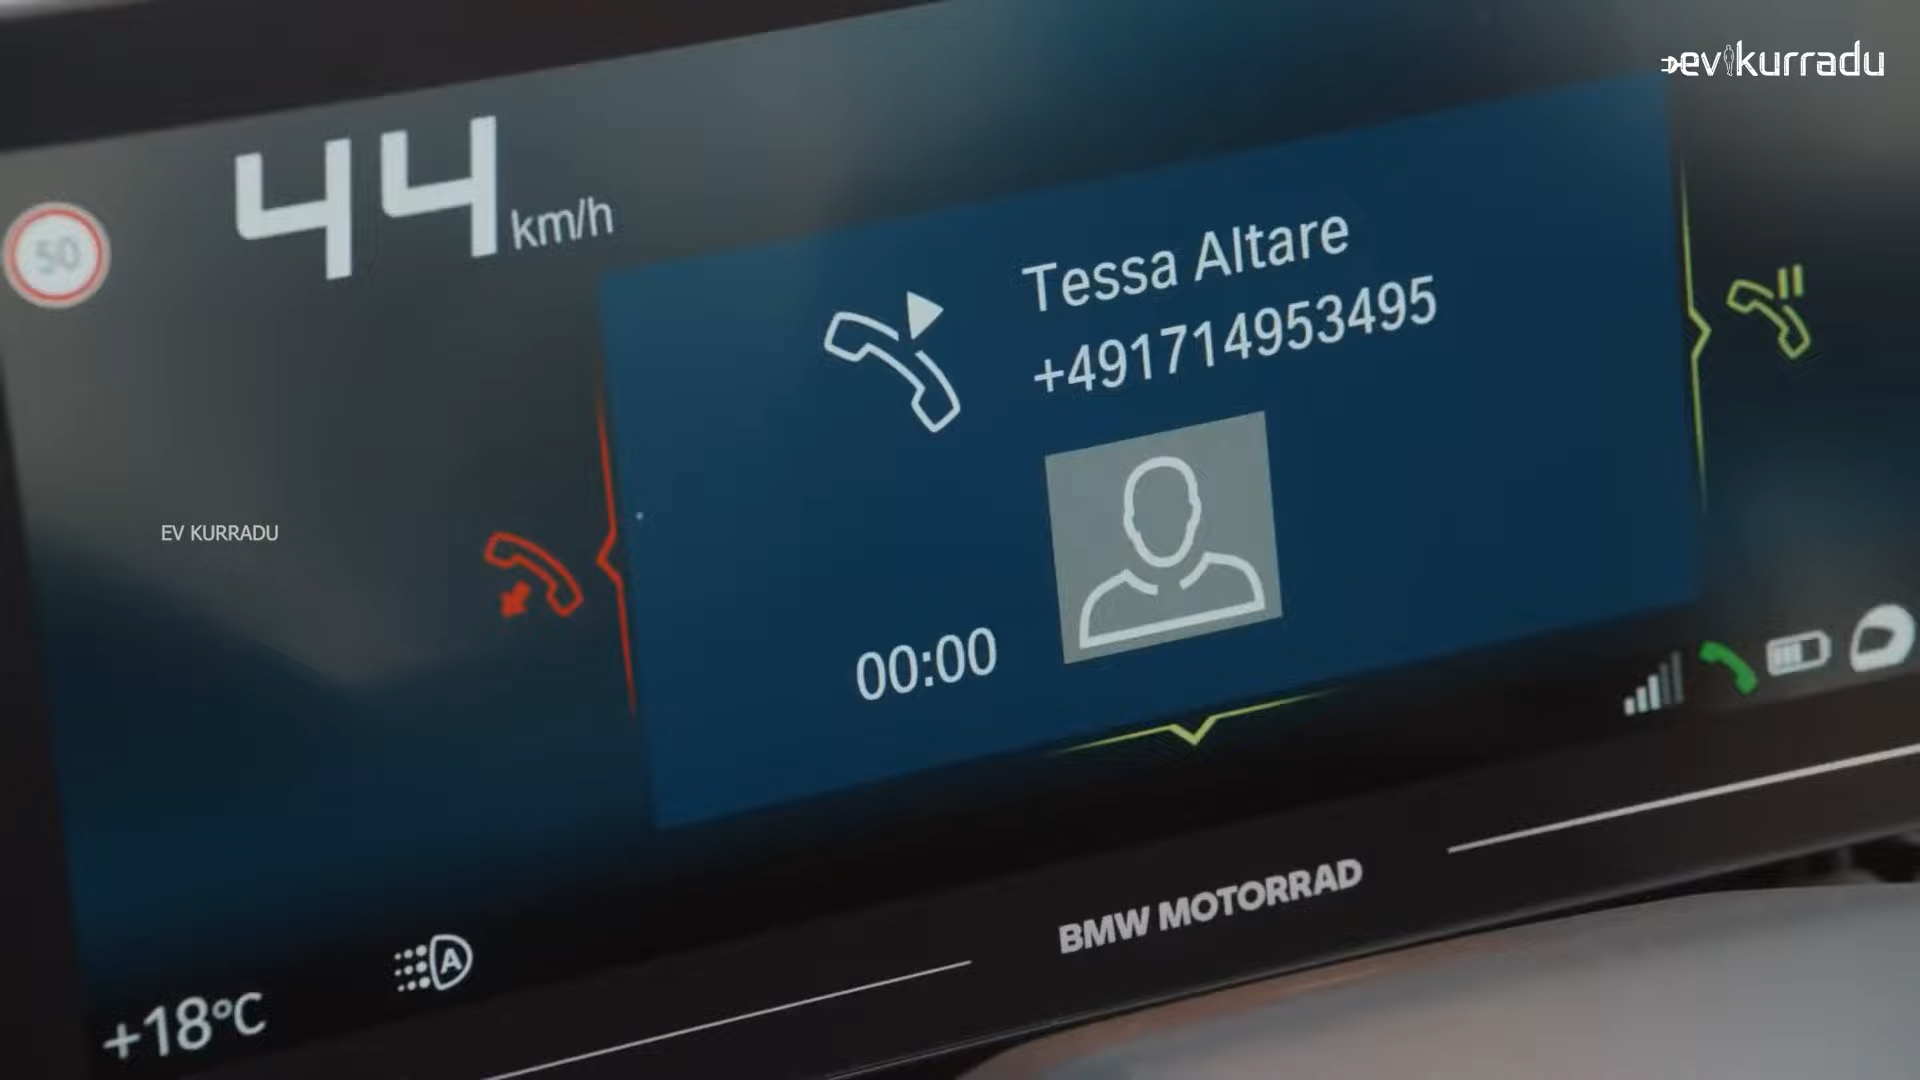 evkurradu
44 km/h
50
Tessa Altare
+491714953495
EV KURRADU
00:00
BMW MOTORRAD
A
+18°C